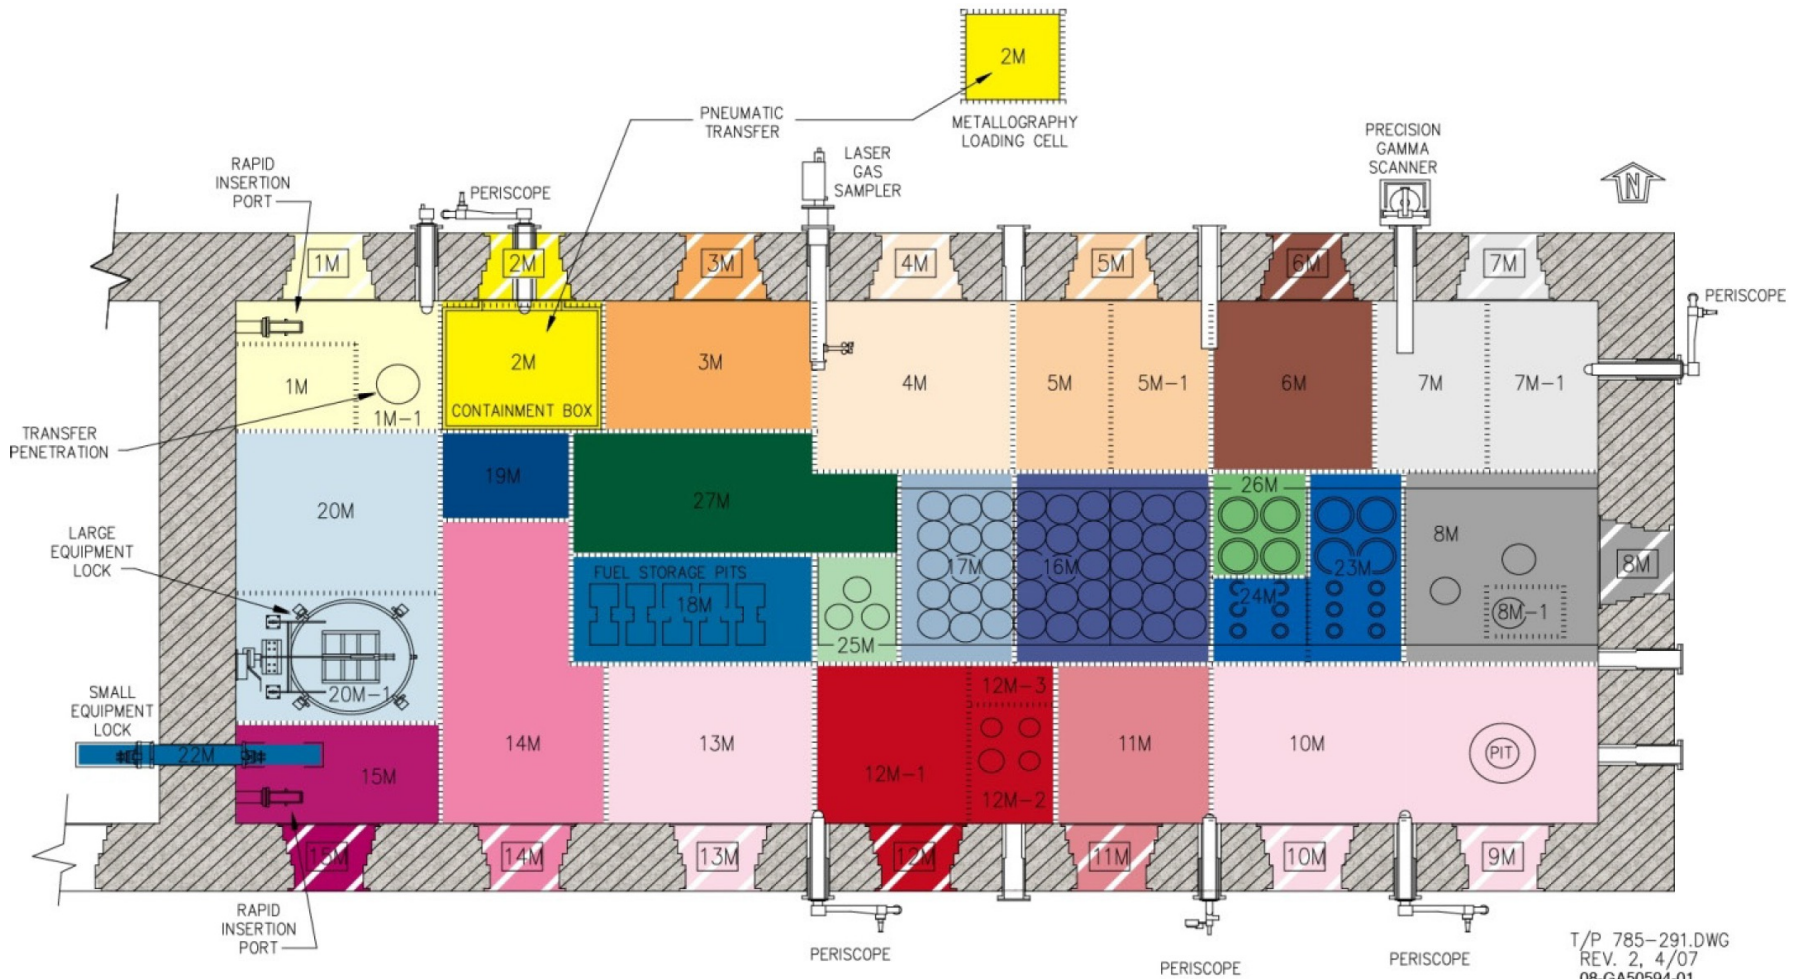 2M
METALLOGRAPHY
LOADING CELL
PNEUMATIC
TRANSFER
LASER
GAS
SAMPLER
PRECISION
GAMMA
SCANNER
RAPID
INSERTION
PORT
PERISCOPE
N
1M
2M
3M
4M
5M
6M
7M
PERISCOPE
1M
1M-1
2M
CONTAINMENT BOX
3M
4M
5M
5M-1
6M
7M
7M-1
TRANSFER
PENETRATION
20M
19M
27M
17M
16M
26M
23M
24M
8M
8M-1
8M
LARGE
EQUIPMENT
LOCK
FUEL STORAGE PITS
18M
25M
20M-1
SMALL
EQUIPMENT
LOCK
22M
15M
14M
13M
12M-1
12M-3
12M-2
11M
10M
PIT
15M
14M
13M
12M
11M
10M
9M
RAPID
INSERTION
PORT
PERISCOPE
PERISCOPE
PERISCOPE
T/P 785-291.DWG
REV. 2, 4/07
08-GA50594-01